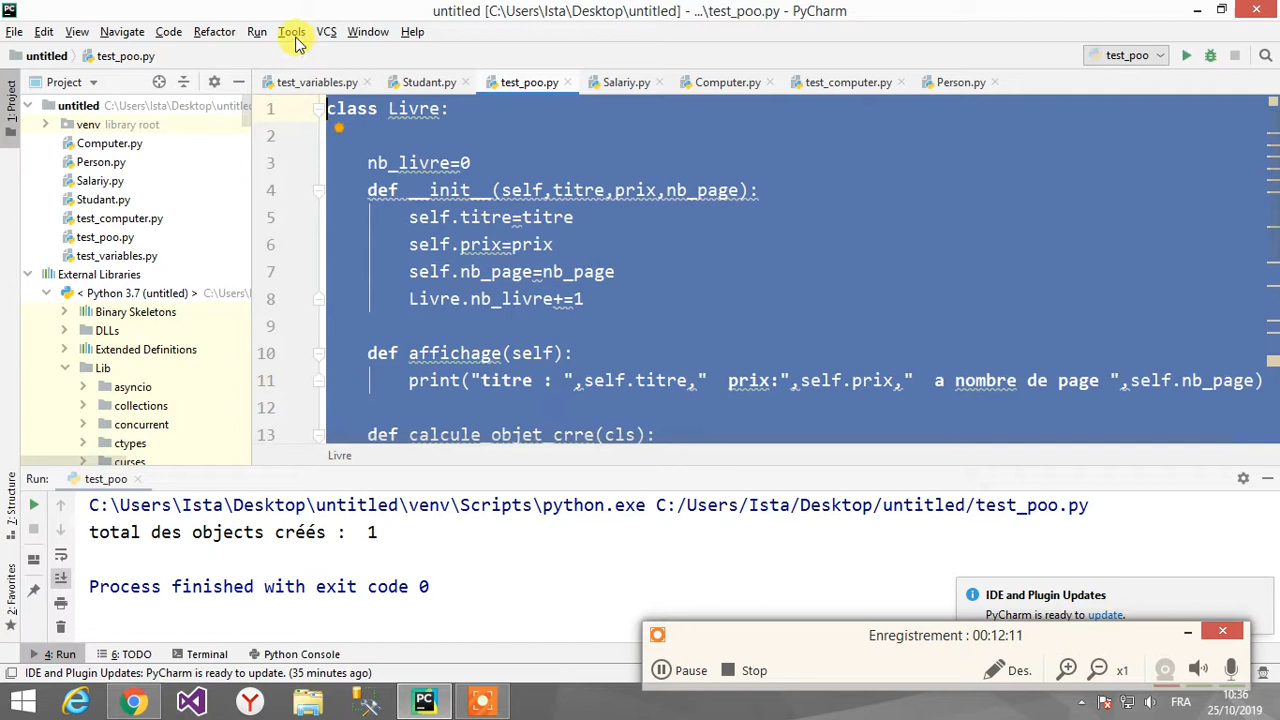 untitled [C:\Users\Ista\Desktop\untitled] - ...\test_poo.py - PyCharm
File Edit View Navigate Code Refactor Run Tools VCS Window Help
untitled test_poo.py test_poo
1: Project
Project
test_variables.py Student.py test_poo.py Salariy.py Computer.py test_computer.py Person.py
untitled C:\Users\Ista\Desktop\untitled
venv library root
Computer.py
Person.py
Salariy.py
Student.py
test_computer.py
test_poo.py
test_variables.py
External Libraries
< Python 3.7 (untitled) > C:\Users\I
Binary Skeletons
DLLs
Extended Definitions
Lib
asyncio
collections
concurrent
ctypes
curses
1 class Livre:
2
3 nb_livre=0
4 def __init__(self,titre,prix,nb_page):
5 self.titre=titre
6 self.prix=prix
7 self.nb_page=nb_page
8 Livre.nb_livre+=1
9
10 def affichage(self):
11 print("titre : ",self.titre," prix:",self.prix," a nombre de page ",self.nb_page)
12
13 def calcule_objet_crre(cls):
Livre
Run: test_poo
7: Structure
2: Favorites
C:\Users\Ista\Desktop\untitled\venv\Scripts\python.exe C:/Users/Ista/Desktop/untitled/test_poo.py
total des objects créés : 1
Process finished with exit code 0
IDE and Plugin Updates
PyCharm is ready to update.
Enregistrement : 00:12:11
Pause Stop Des. x1
4: Run 6: TODO Terminal Python Console
IDE and Plugin Updates: PyCharm is ready to update. (35 minutes ago)
FRA
10:36
25/10/2019